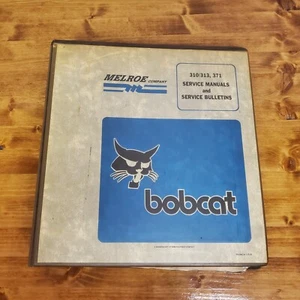 MELROE COMPANY
310/313, 371
SERVICE MANUALS
and
SERVICE BULLETINS
bobcat